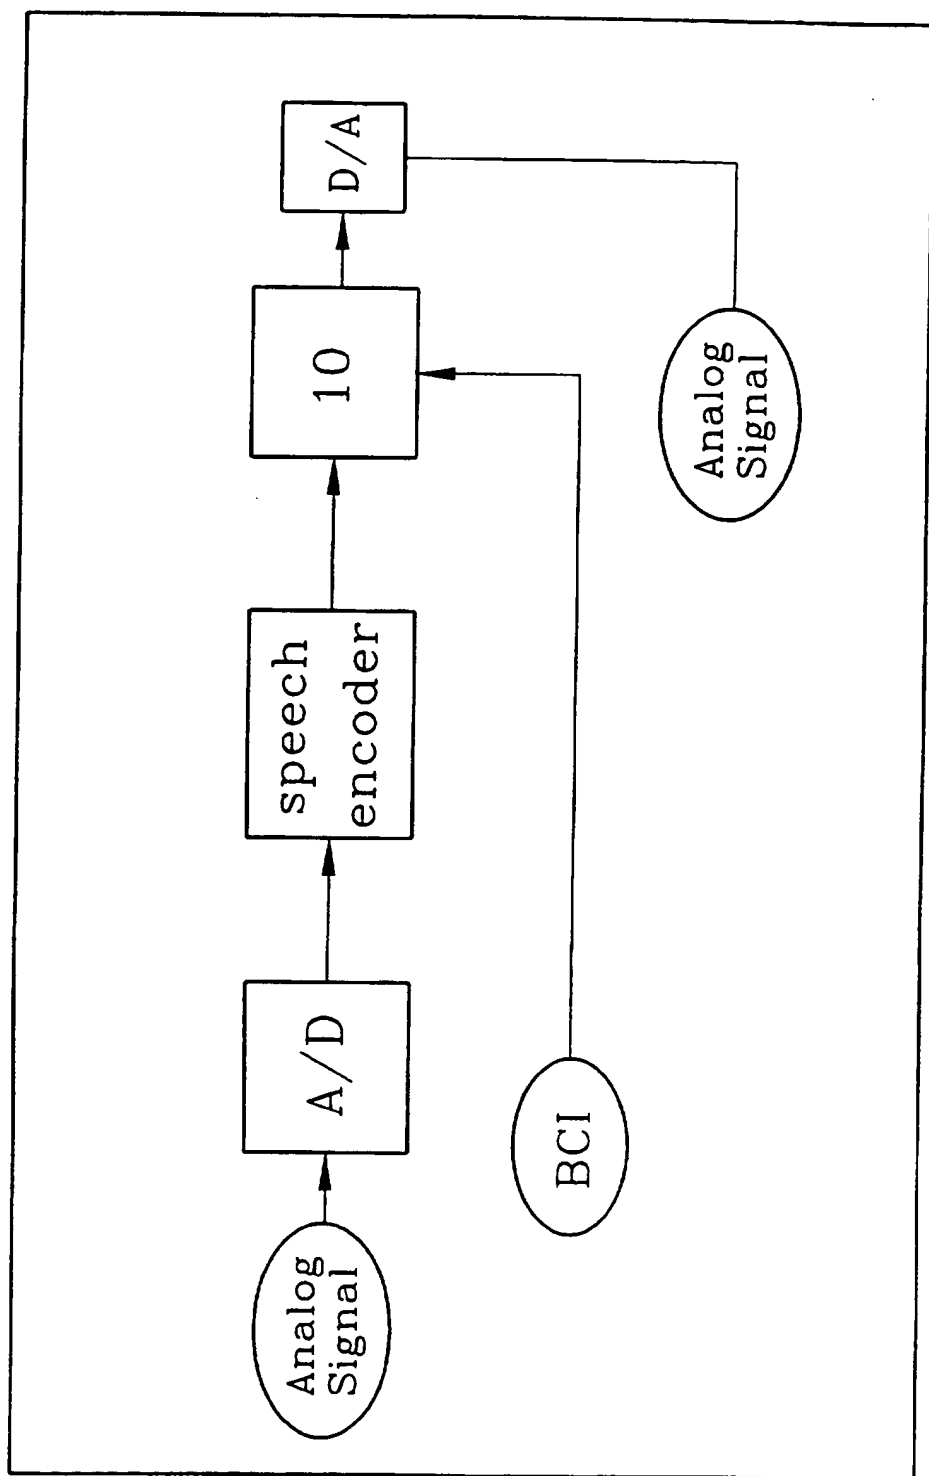 Analog
Signal
A/D
speech
encoder
10
D/A
BCI
Analog
Signal